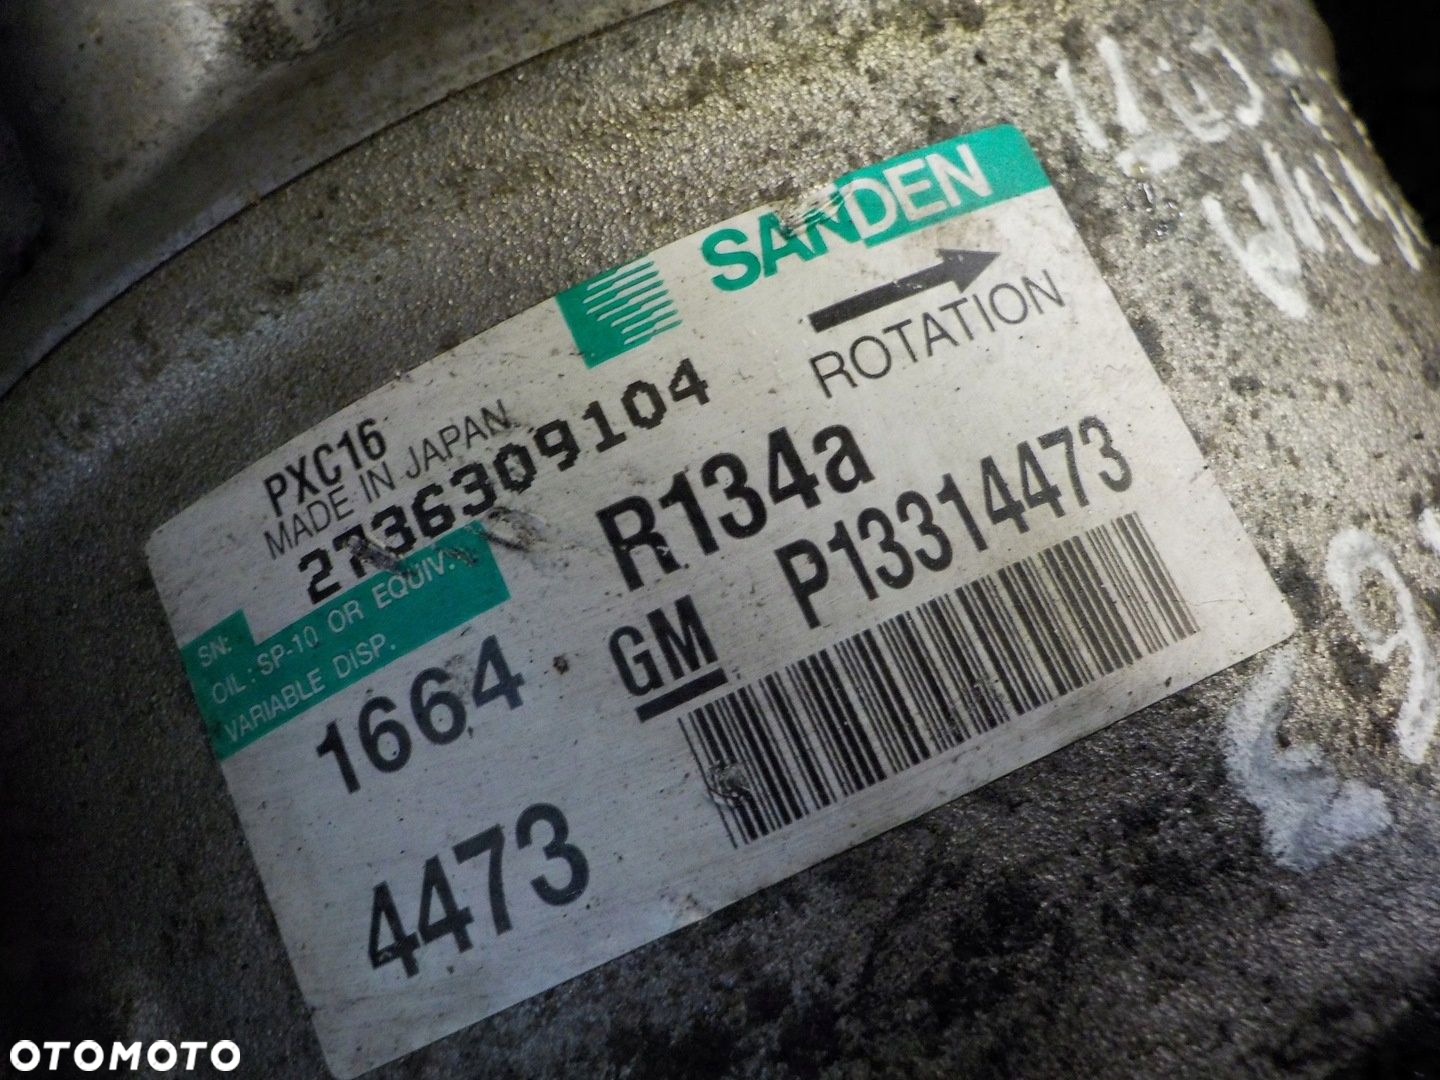 SANDEN
ROTATION
PXC16
MADE IN JAPAN
SN: 2736309104
OIL : SP-10 OR EQUIV.
VARIABLE DISP.
R134a
1664
GM P13314473
4473
OTOMOTO